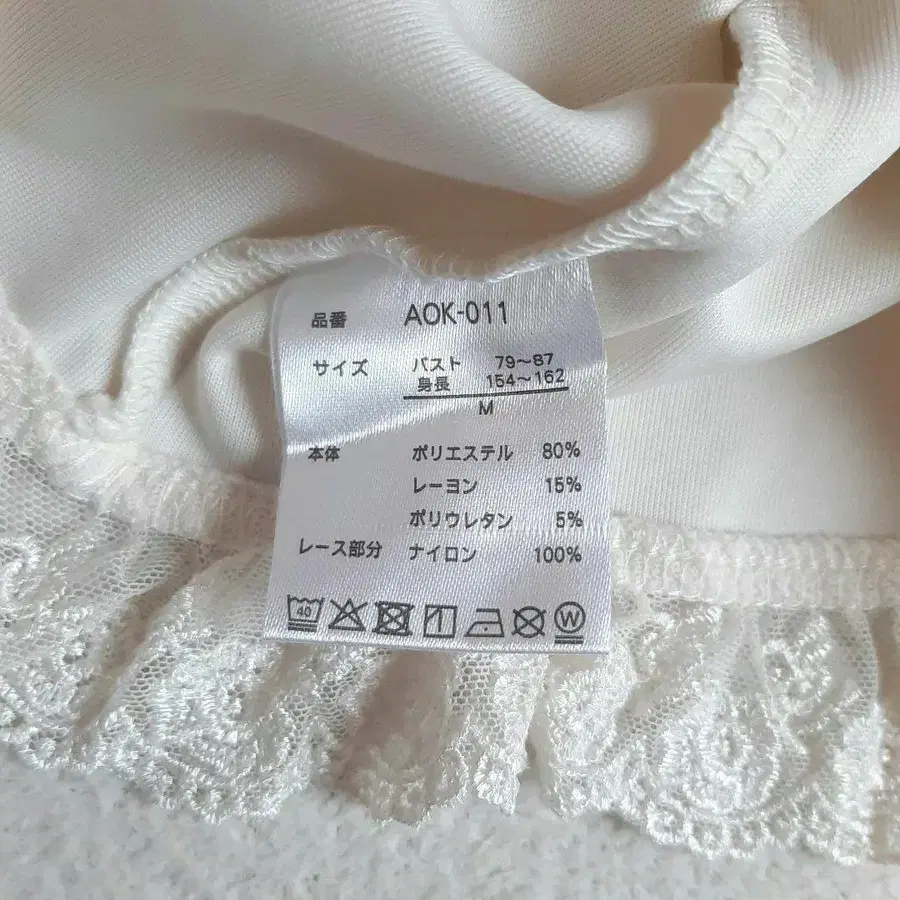 品番 AOK-011
サイズ バスト 79〜87
身長 154〜162
M
本体 ポリエステル 80%
レーヨン 15%
ポリウレタン 5%
レース部分 ナイロン 100%
40 W